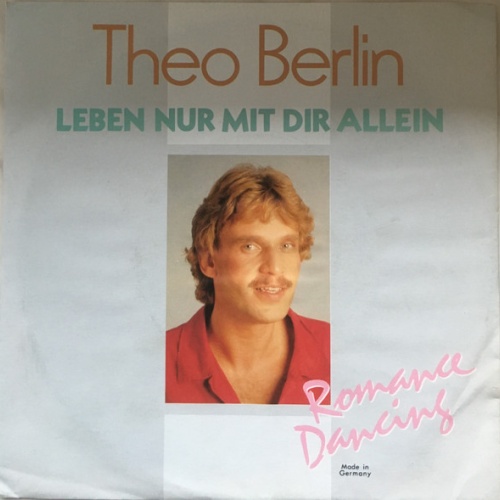 Theo Berlin
LEBEN NUR MIT DIR ALLEIN
Romance
Dancing
Made in
Germany